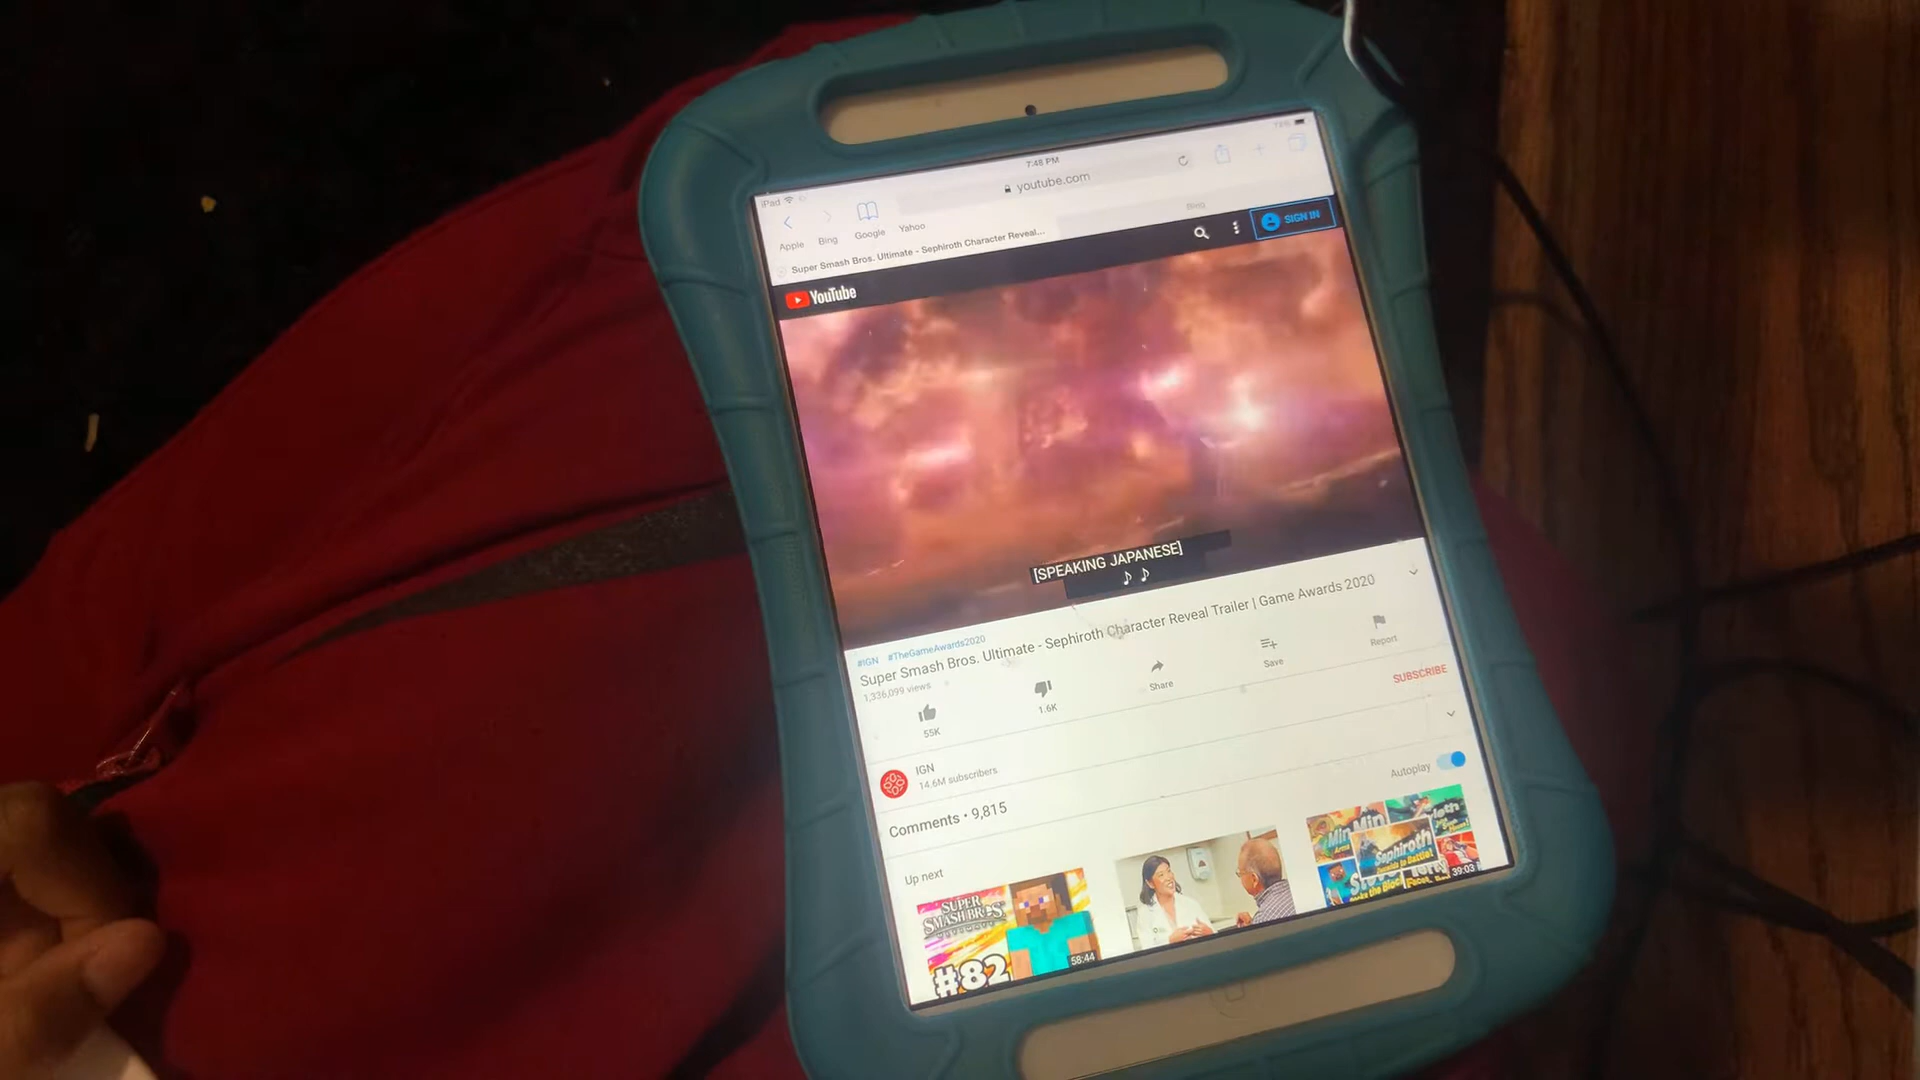 7:48 PM
iPad
youtube.com
Apple Bing Google Yahoo
Bing
Super Smash Bros. Ultimate - Sephiroth Character Reveal...
SIGN IN
YouTube
[SPEAKING JAPANESE]
♪ ♪
#IGN #TheGameAwards2020
Super Smash Bros. Ultimate - Sephiroth Character Reveal Trailer | Game Awards 2020
1,336,099 views
55K
1.6K
Share
Save
Report
SUBSCRIBE
IGN
14.6M subscribers
Autoplay
Comments • 9,815
Up next
SUPER
SMASH BROS
#82
58:44
Min Min
Sephiroth
39:03